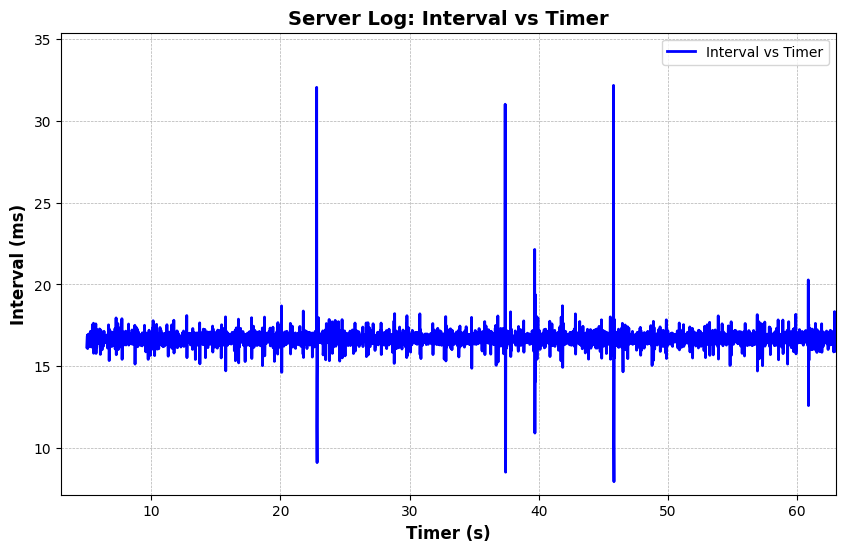 Server Log: Interval vs Timer
Interval vs Timer
35
30
25
20
15
10
Interval (ms)
10 20 30 40 50 60
Timer (s)